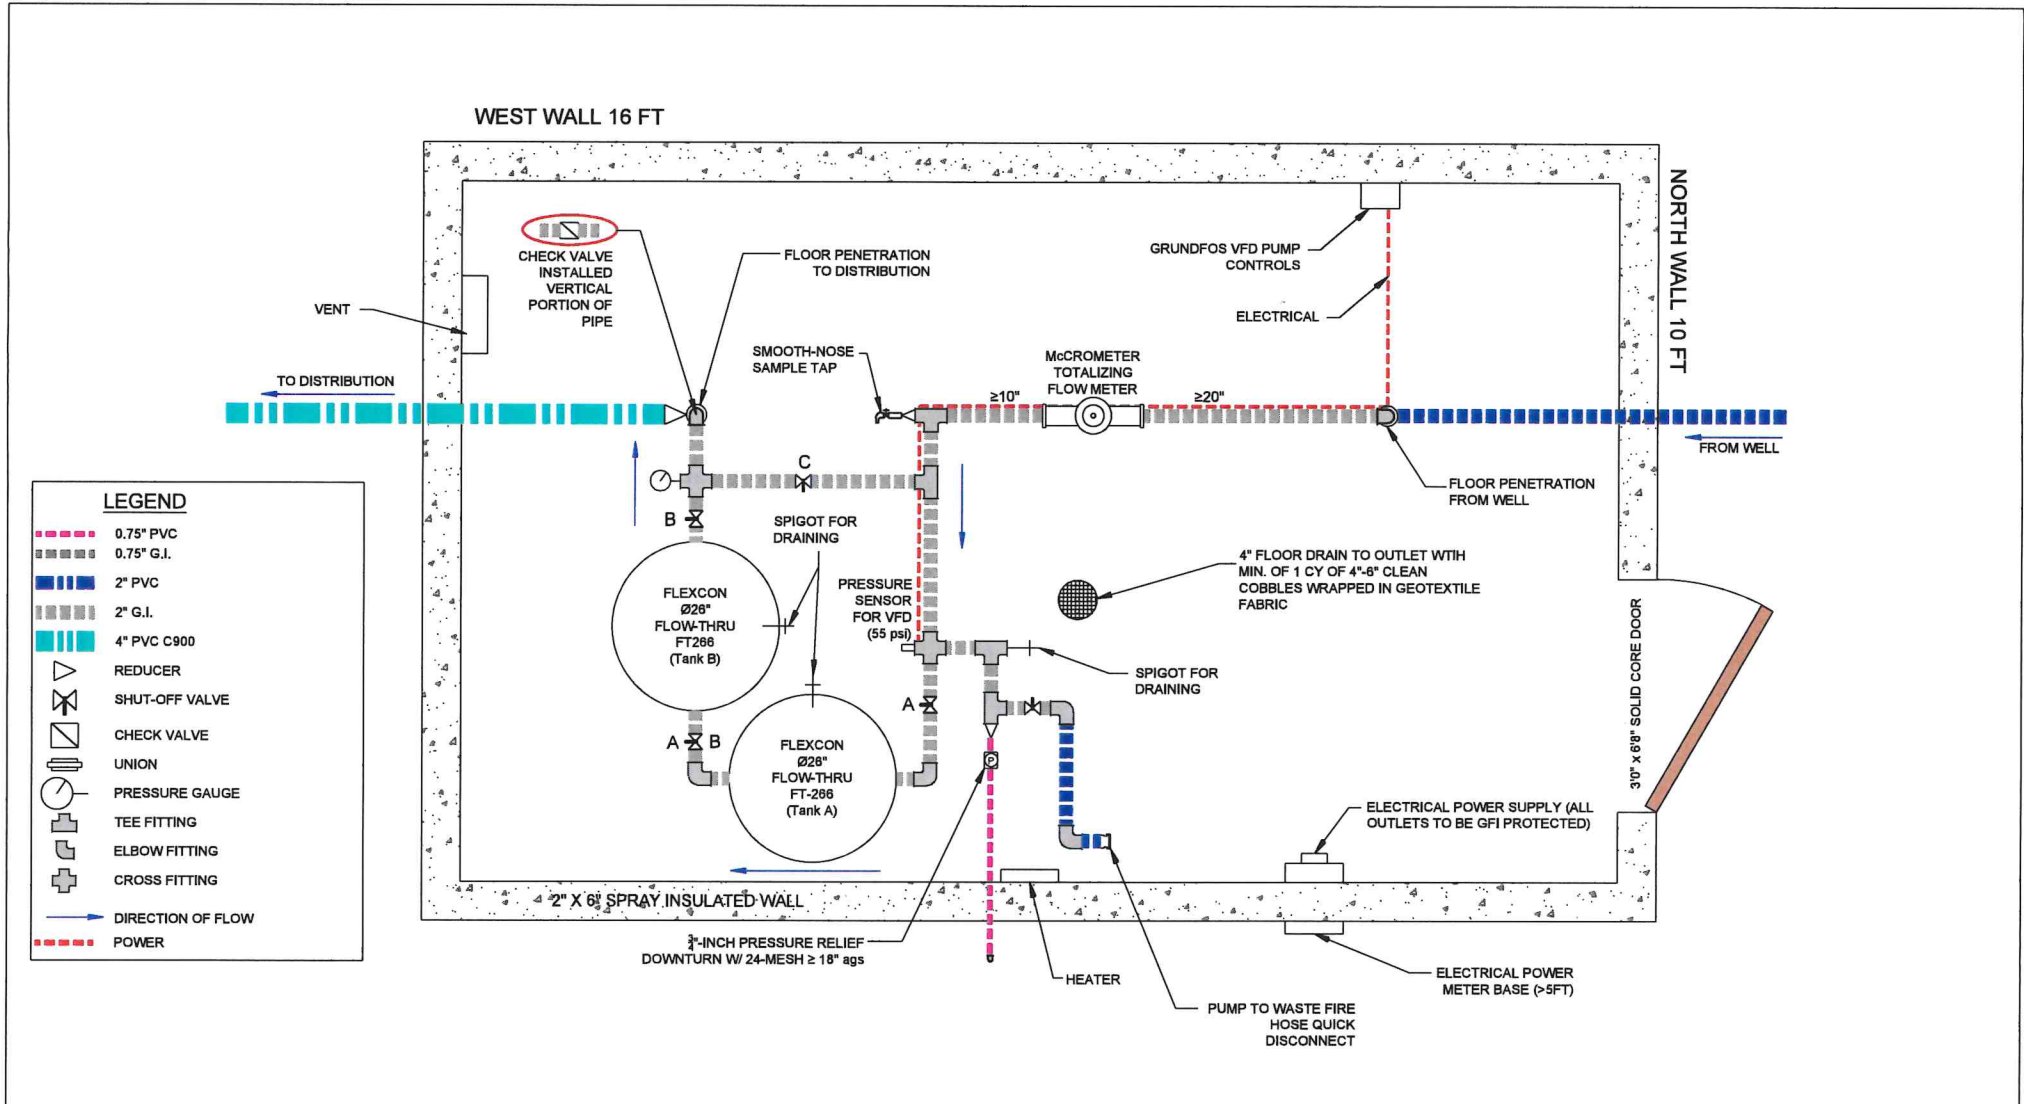 WEST WALL 16 FT
NORTH WALL 10 FT
CHECK VALVE
INSTALLED
VERTICAL
PORTION OF
PIPE
FLOOR PENETRATION
TO DISTRIBUTION
GRUNDFOS VFD PUMP
CONTROLS
VENT
ELECTRICAL
SMOOTH-NOSE
SAMPLE TAP
McCROMETER
TOTALIZING
FLOW METER
TO DISTRIBUTION
≥10"
≥20"
FROM WELL
C
FLOOR PENETRATION
FROM WELL
B
SPIGOT FOR
DRAINING
4" FLOOR DRAIN TO OUTLET WTIH
MIN. OF 1 CY OF 4"-6" CLEAN
COBBLES WRAPPED IN GEOTEXTILE
FABRIC
PRESSURE
SENSOR
FOR VFD
(55 psi)
FLEXCON
Ø26"
FLOW-THRU
FT266
(Tank B)
SPIGOT FOR
DRAINING
A
3'0" x 6'8" SOLID CORE DOOR
A B
FLEXCON
Ø26"
FLOW-THRU
FT-266
(Tank A)
P
ELECTRICAL POWER SUPPLY (ALL
OUTLETS TO BE GFI PROTECTED)
2" X 6" SPRAY INSULATED WALL
3/4"-INCH PRESSURE RELIEF
DOWNTURN W/ 24-MESH ≥ 18" ags
HEATER
ELECTRICAL POWER
METER BASE (>5FT)
PUMP TO WASTE FIRE
HOSE QUICK
DISCONNECT
LEGEND
0.75" PVC
0.75" G.I.
2" PVC
2" G.I.
4" PVC C900
REDUCER
SHUT-OFF VALVE
CHECK VALVE
UNION
PRESSURE GAUGE
TEE FITTING
ELBOW FITTING
CROSS FITTING
DIRECTION OF FLOW
POWER